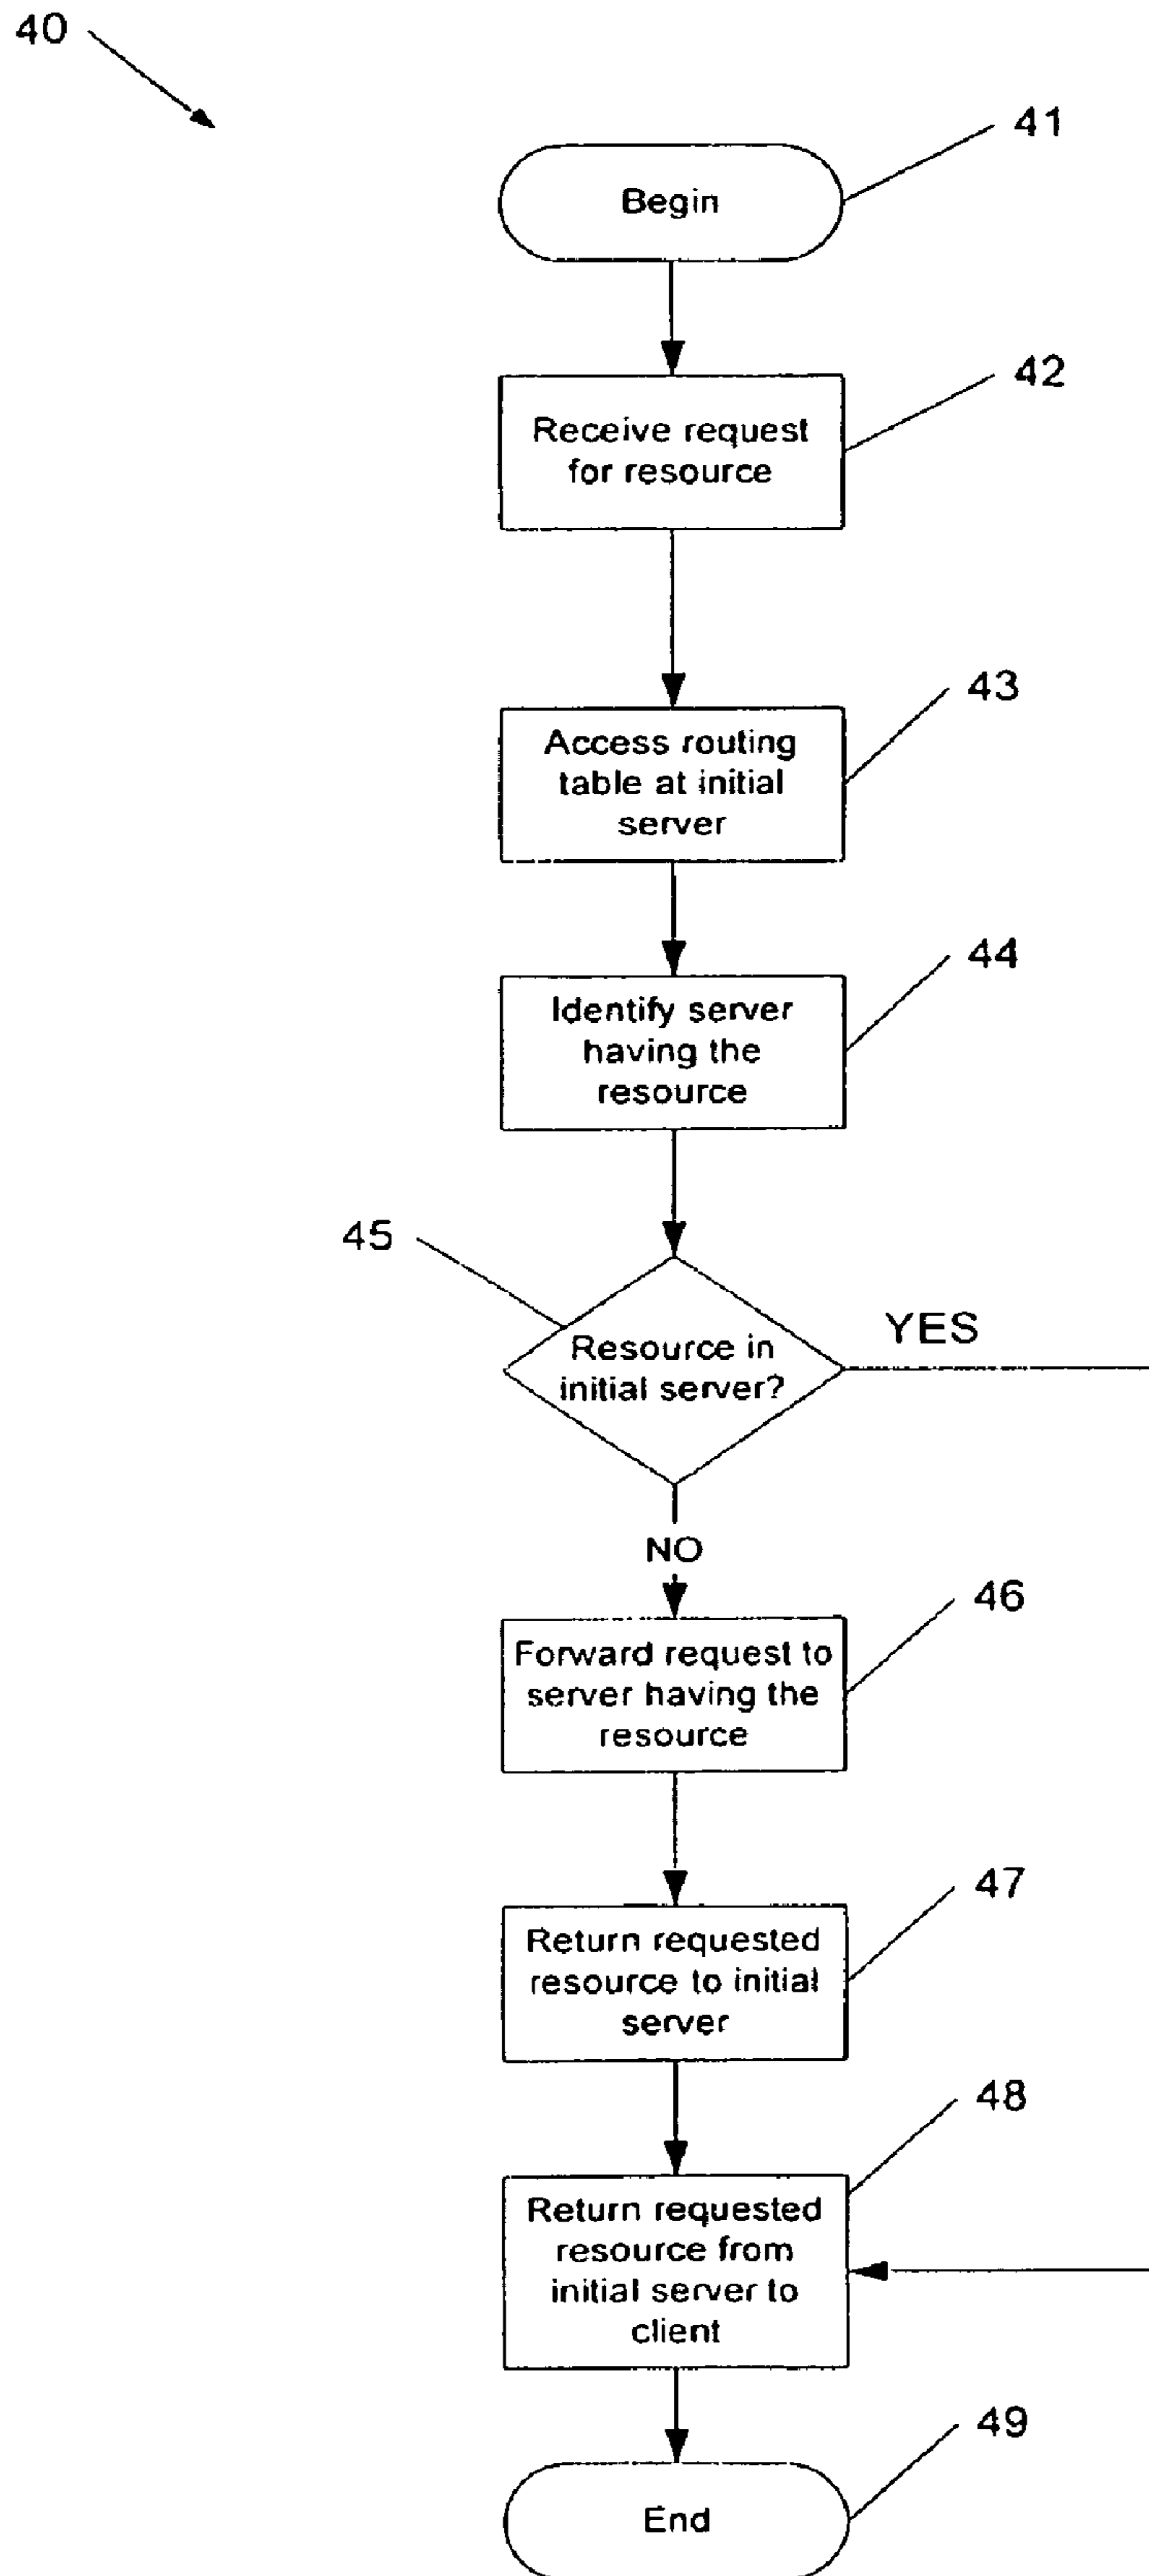 40
41
Begin
42
Receive request
for resource
43
Access routing
table at initial
server
44
Identify server
having the
resource
45
YES
Resource in
initial server?
NO
46
Forward request to
server having the
resource
47
Return requested
resource to initial
server
48
Return requested
resource from
initial server to
client
49
End